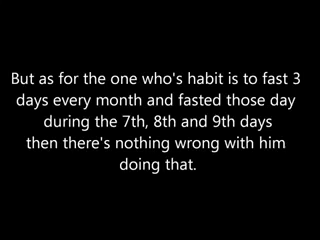 But as for the one who's habit is to fast 3
days every month and fasted those day
during the 7th, 8th and 9th days
then there's nothing wrong with him
doing that.